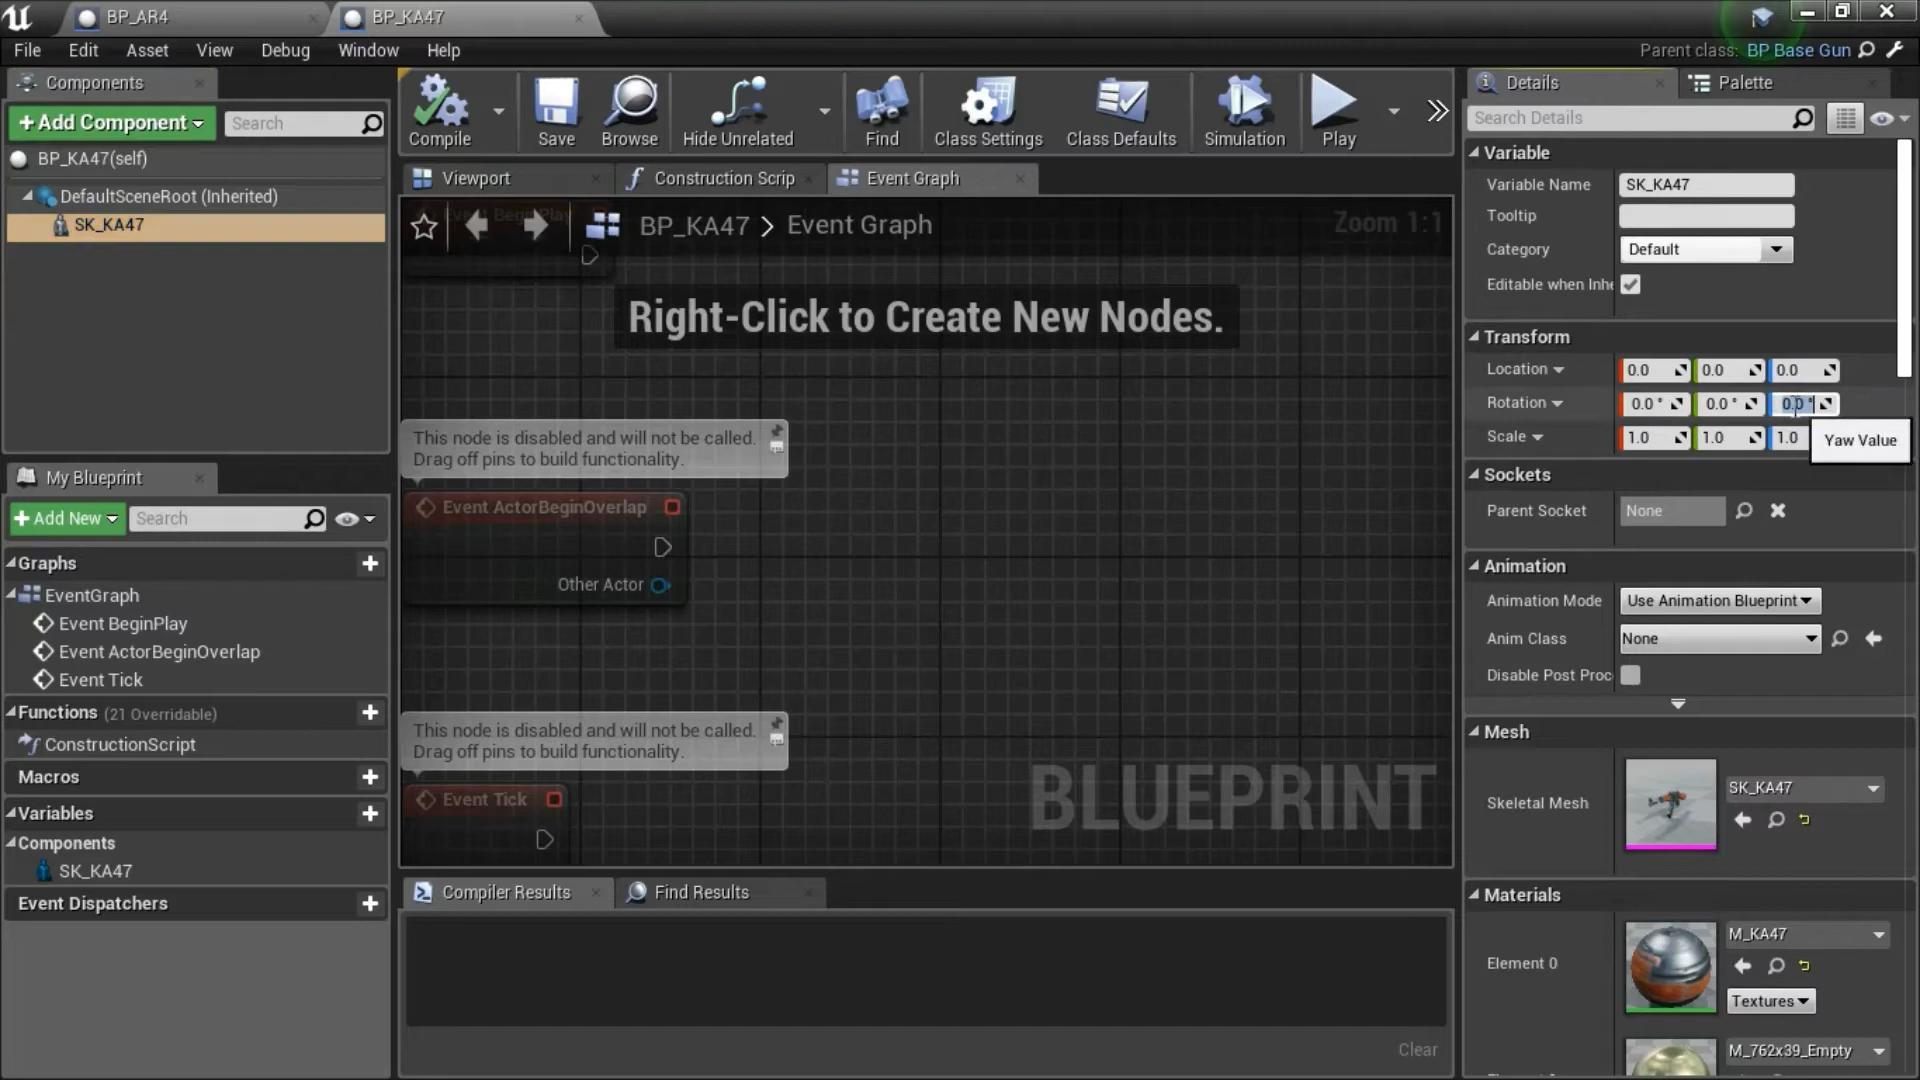 BP_AR4
BP_KA47
File Edit Asset View Debug Window Help
Parent class: BP Base Gun
Components
+Add Component
Search
BP_KA47(self)
DefaultSceneRoot (Inherited)
SK_KA47
My Blueprint
+Add New
Search
Graphs
EventGraph
Event BeginPlay
Event ActorBeginOverlap
Event Tick
Functions (21 Overridable)
ConstructionScript
Macros
Variables
Components
SK_KA47
Event Dispatchers
Compile
Save
Browse
Hide Unrelated
Find
Class Settings
Class Defaults
Simulation
Play
Viewport
Construction Scrip
Event Graph
Event BeginPlay
BP_KA47 > Event Graph
Zoom 1:1
Right-Click to Create New Nodes.
This node is disabled and will not be called.
Drag off pins to build functionality.
Event ActorBeginOverlap
Other Actor
This node is disabled and will not be called.
Drag off pins to build functionality.
Event Tick
BLUEPRINT
Compiler Results
Find Results
Clear
Details
Palette
Search Details
Variable
Variable Name SK_KA47
Tooltip
Category Default
Editable when Inhe
Transform
Location 0.0 0.0 0.0
Rotation 0.0 ° 0.0 ° 0.0 °
Scale 1.0 1.0 1.0
Yaw Value
Sockets
Parent Socket None
Animation
Animation Mode Use Animation Blueprint
Anim Class None
Disable Post Proc
Mesh
Skeletal Mesh
SK_KA47
Materials
Element 0
M_KA47
Textures
M_762x39_Empty